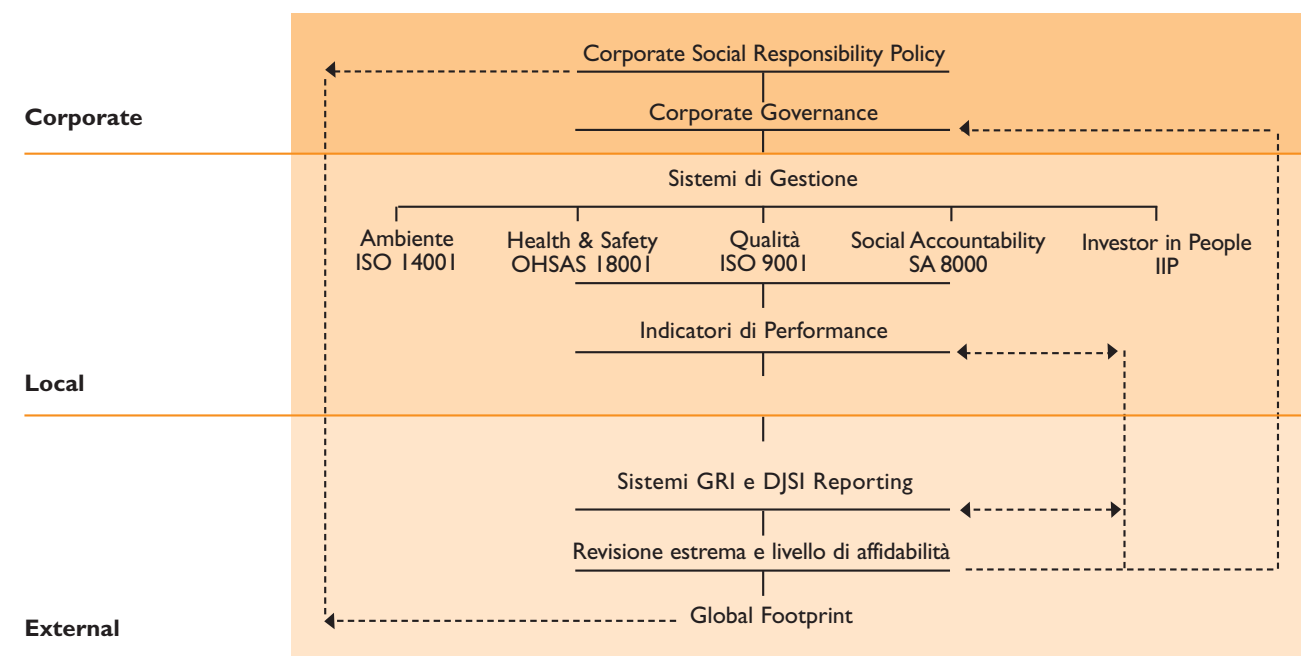 Corporate Social Responsibility Policy
Corporate
Corporate Governance
Sistemi di Gestione
Ambiente
ISO 14001
Health & Safety
OHSAS 18001
Qualità
ISO 9001
Social Accountability
SA 8000
Investor in People
IIP
Indicatori di Performance
Local
Sistemi GRI e DJSI Reporting
Revisione estrema e livello di affidabilità
Global Footprint
External